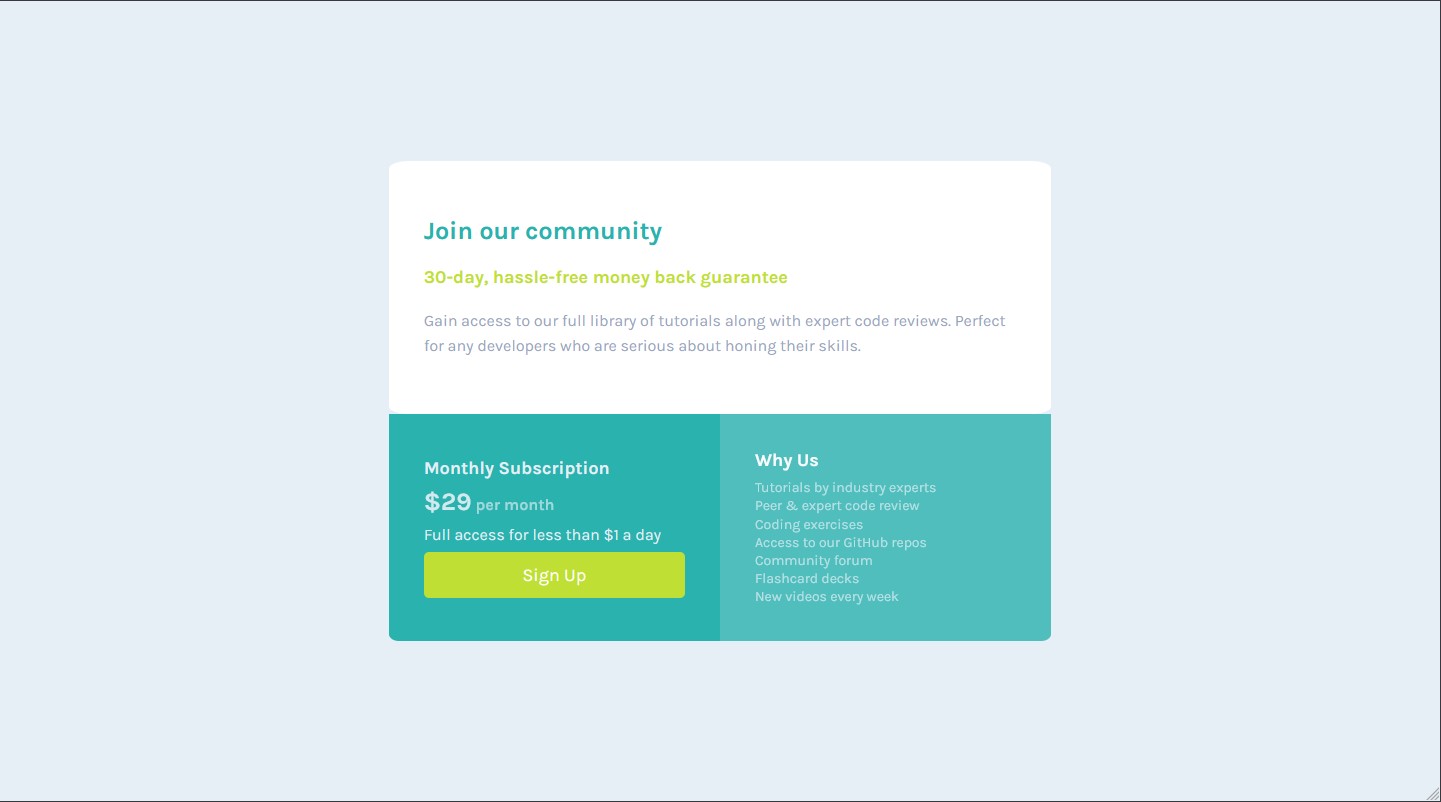 Join our community
30-day, hassle-free money back guarantee
Gain access to our full library of tutorials along with expert code reviews. Perfect
for any developers who are serious about honing their skills.
Monthly Subscription
$29 per month
Full access for less than $1 a day
Sign Up
Why Us
Tutorials by industry experts
Peer & expert code review
Coding exercises
Access to our GitHub repos
Community forum
Flashcard decks
New videos every week